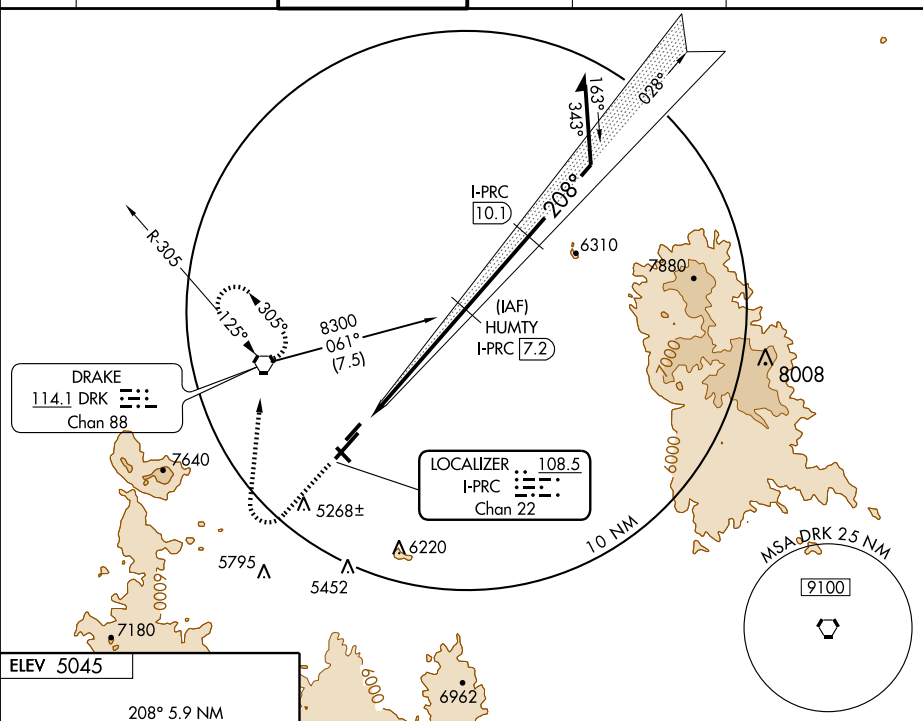 163°
343°
028°
I-PRC
10.1
208°
R-305
6310
7880
305°
125°
8300
061°
(7.5)
(IAF)
HUMTY
I-PRC 7.2
7000
8008
DRAKE
114.1 DRK
Chan 88
6000
7640
LOCALIZER 108.5
I-PRC
Chan 22
5268±
10 NM
6220
5795
5452
MSA DRK 25 NM
9100
6000
7180
ELEV 5045
6000
6962
208° 5.9 NM